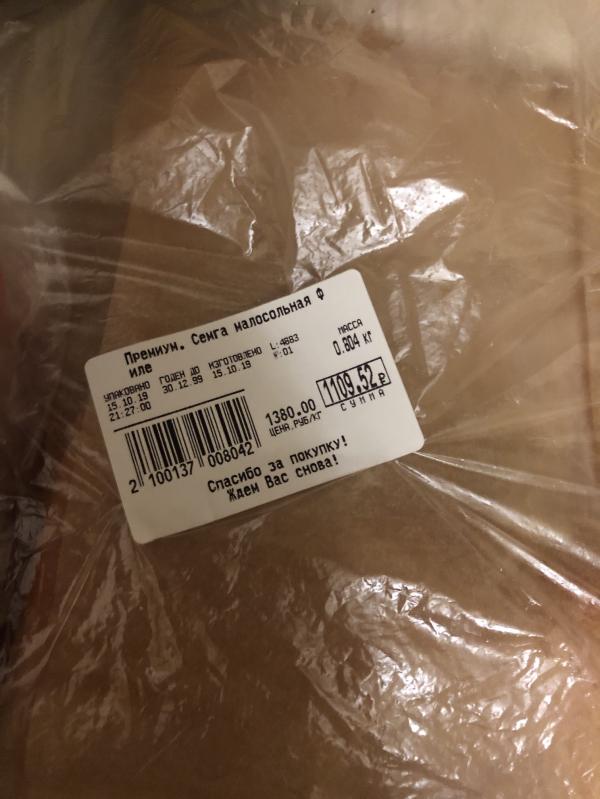 Премиум. Семга малосольная Ф
иле
УПАКОВАНО ГОДЕН ДО ИЗГОТОВЛЕНО L:4883
15.10.19 30.12.99 15.10.19 :01
21:27:00
МАССА
0.804 кг
1380.00 1109.52₽
ЦЕНА,РУБ/КГ СУММА
2 100137 008042
Спасибо за покупку!
Ждем Вас снова!